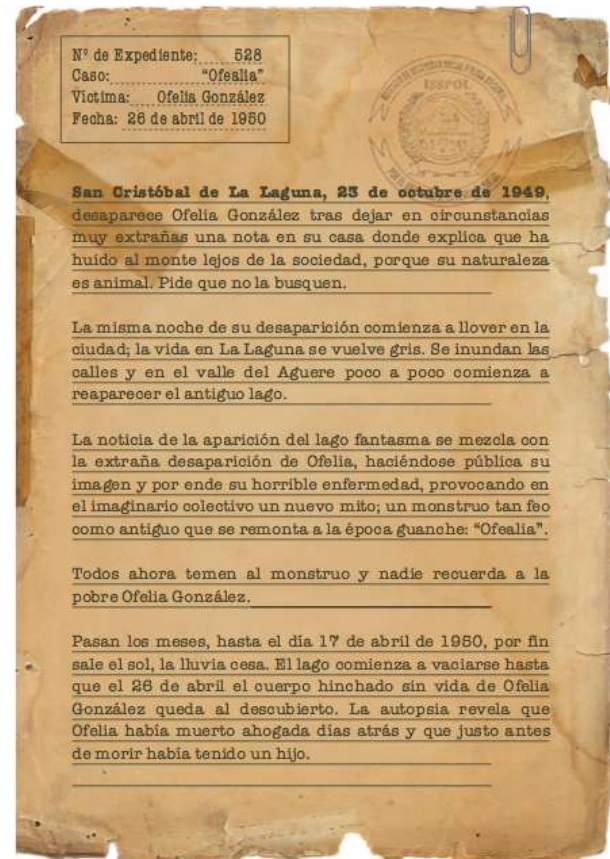 Nº de Expediente: 528
Caso: "Ofealia"
Victima: Ofelia González
Fecha: 26 de abril de 1950
ISSPOL
San Cristóbal de La Laguna, 23 de octubre de 1949,
desaparece Ofelia González tras dejar en circunstancias
muy extrañas una nota en su casa donde explica que ha
huido al monte lejos de la sociedad, porque su naturaleza
es animal. Pide que no la busquen.
La misma noche de su desaparición comienza a llover en la
ciudad; la vida en La Laguna se vuelve gris. Se inundan las
calles y en el valle del Aguere poco a poco comienza a
reaparecer el antiguo lago.
La noticia de la aparición del lago fantasma se mezcla con
la extraña desaparición de Ofelia, haciéndose pública su
imagen y por ende su horrible enfermedad, provocando en
el imaginario colectivo un nuevo mito; un monstruo tan feo
como antiguo que se remonta a la época guanche: "Ofealia".
Todos ahora temen al monstruo y nadie recuerda a la
pobre Ofelia González.
Pasan los meses, hasta el día 17 de abril de 1950, por fin
sale el sol, la lluvia cesa. El lago comienza a vaciarse hasta
que el 26 de abril el cuerpo hinchado sin vida de Ofelia
González queda al descubierto. La autopsia revela que
Ofelia había muerto ahogada días atrás y que justo antes
de morir había tenido un hijo.